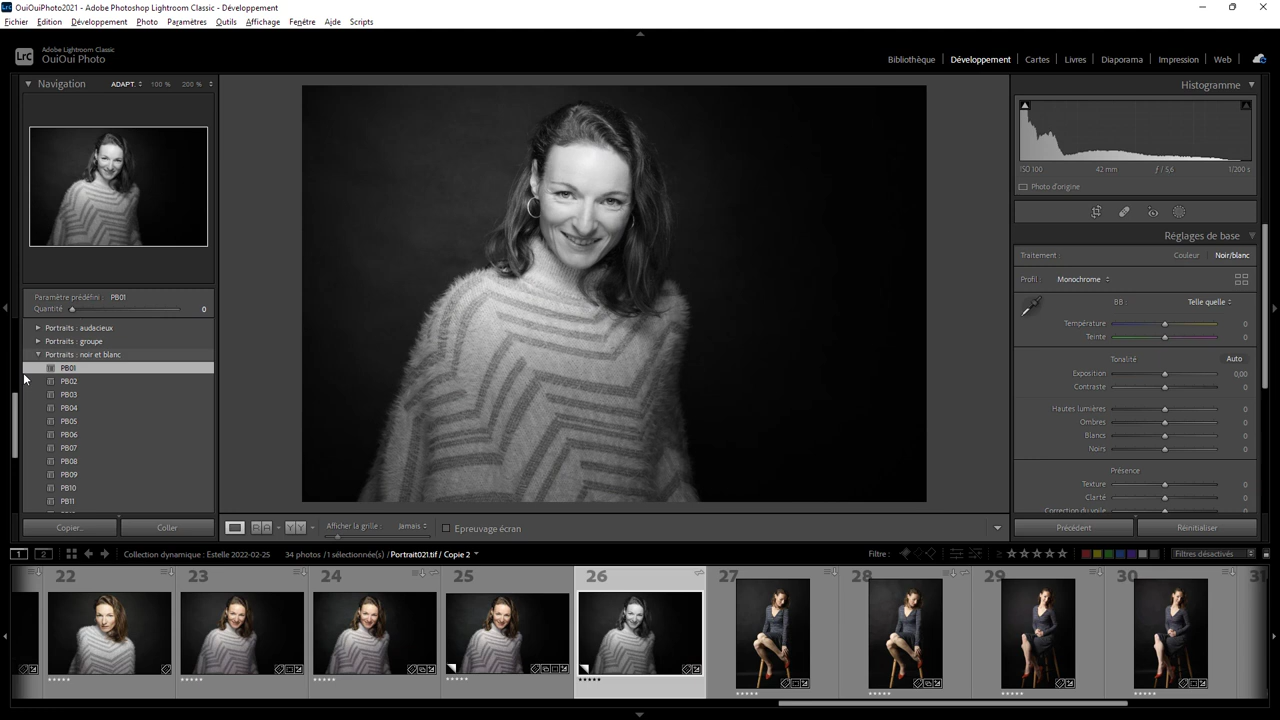 OuiOuiPhoto2021 - Adobe Photoshop Lightroom Classic - Développement
Fichier Edition Développement Photo Paramètres Outils Affichage Fenêtre Aide Scripts
Lrc Adobe Lightroom Classic
OuiOui Photo
Bibliothèque | Développement | Cartes | Livres | Diaporama | Impression | Web
Navigation ADAPT. 100 % 200 %
Histogramme
ISO 100 42 mm ƒ / 5,6 1/200 s
Photo d'origine
Réglages de base
Traitement : Couleur Noir/blanc
Profil : Monochrome
BB : Telle quelle
Température 0
Teinte 0
Tonalité Auto
Exposition 0,00
Contraste 0
Hautes lumières 0
Ombres 0
Blancs 0
Noirs 0
Présence
Texture 0
Clarté 0
Correction du voile 0
Précédent Réinitialiser
Paramètre prédéfini : PB01
Quantité 0
Portraits : audacieux
Portraits : groupe
Portraits : noir et blanc
PB01
PB02
PB03
PB04
PB05
PB06
PB07
PB08
PB09
PB10
PB11
Copier... Coller
Afficher la grille : Jamais Epreuvage écran
1 2 Collection dynamique : Estelle 2022-02-25 34 photos / 1 sélectionnée(s) / Portrait021.tif / Copie 2 Filtre : Filtres désactivés
22 23 24 25 26 27 28 29 30 31